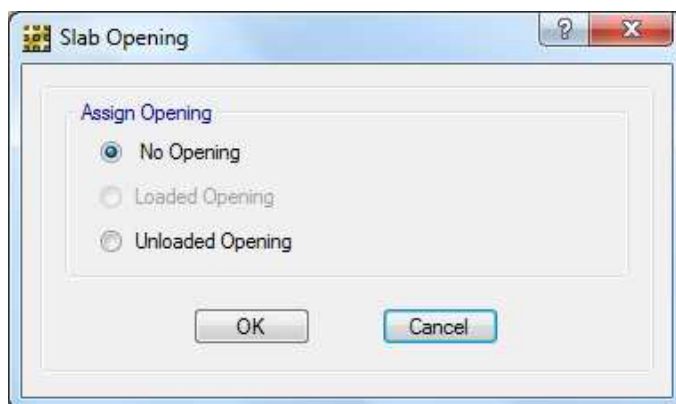 Slab Opening
Assign Opening
No Opening
Loaded Opening
Unloaded Opening
OK Cancel